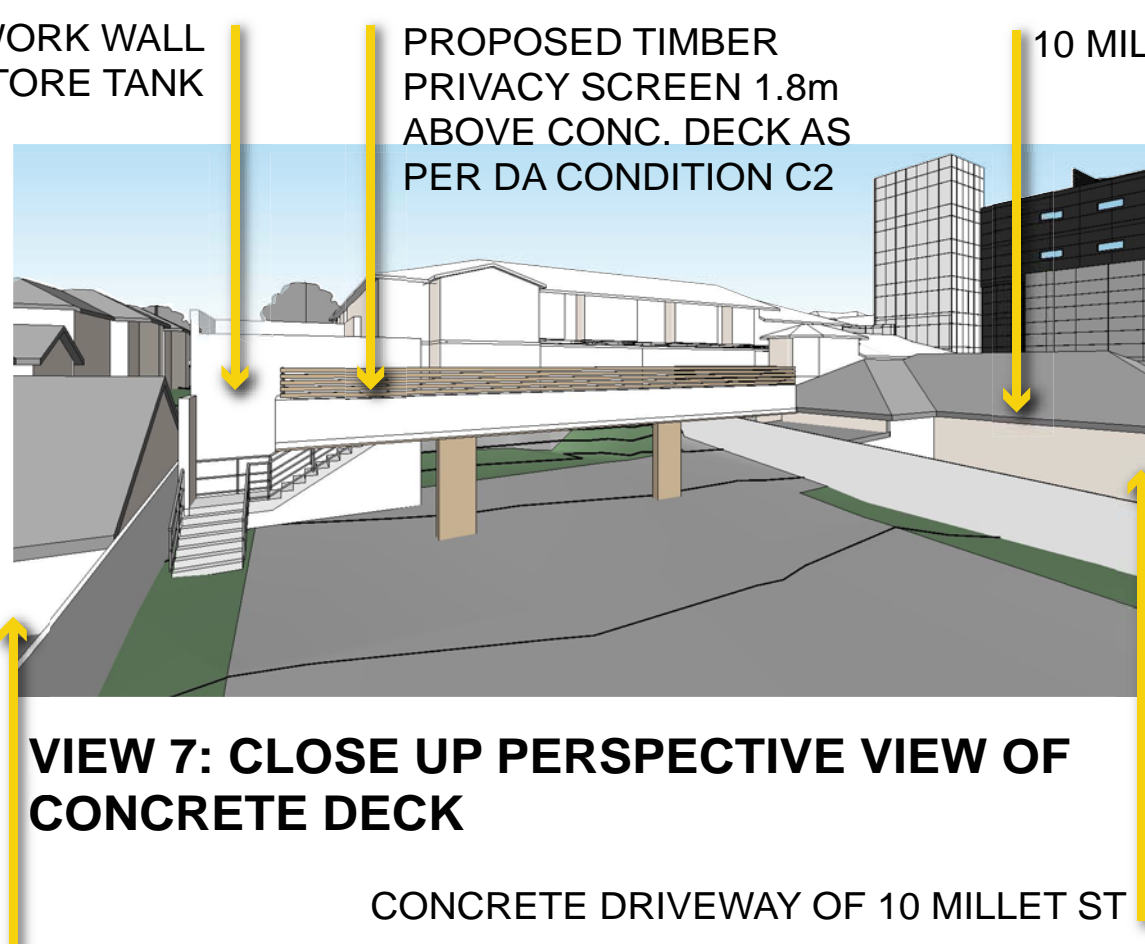 WORK WALL
TORE TANK
PROPOSED TIMBER
PRIVACY SCREEN 1.8m
ABOVE CONC. DECK AS
PER DA CONDITION C2
10 MIL
VIEW 7: CLOSE UP PERSPECTIVE VIEW OF
CONCRETE DECK
CONCRETE DRIVEWAY OF 10 MILLET ST